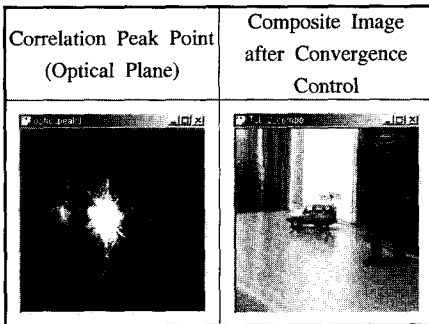 Correlation Peak Point
(Optical Plane)
Composite Image
after Convergence
Control